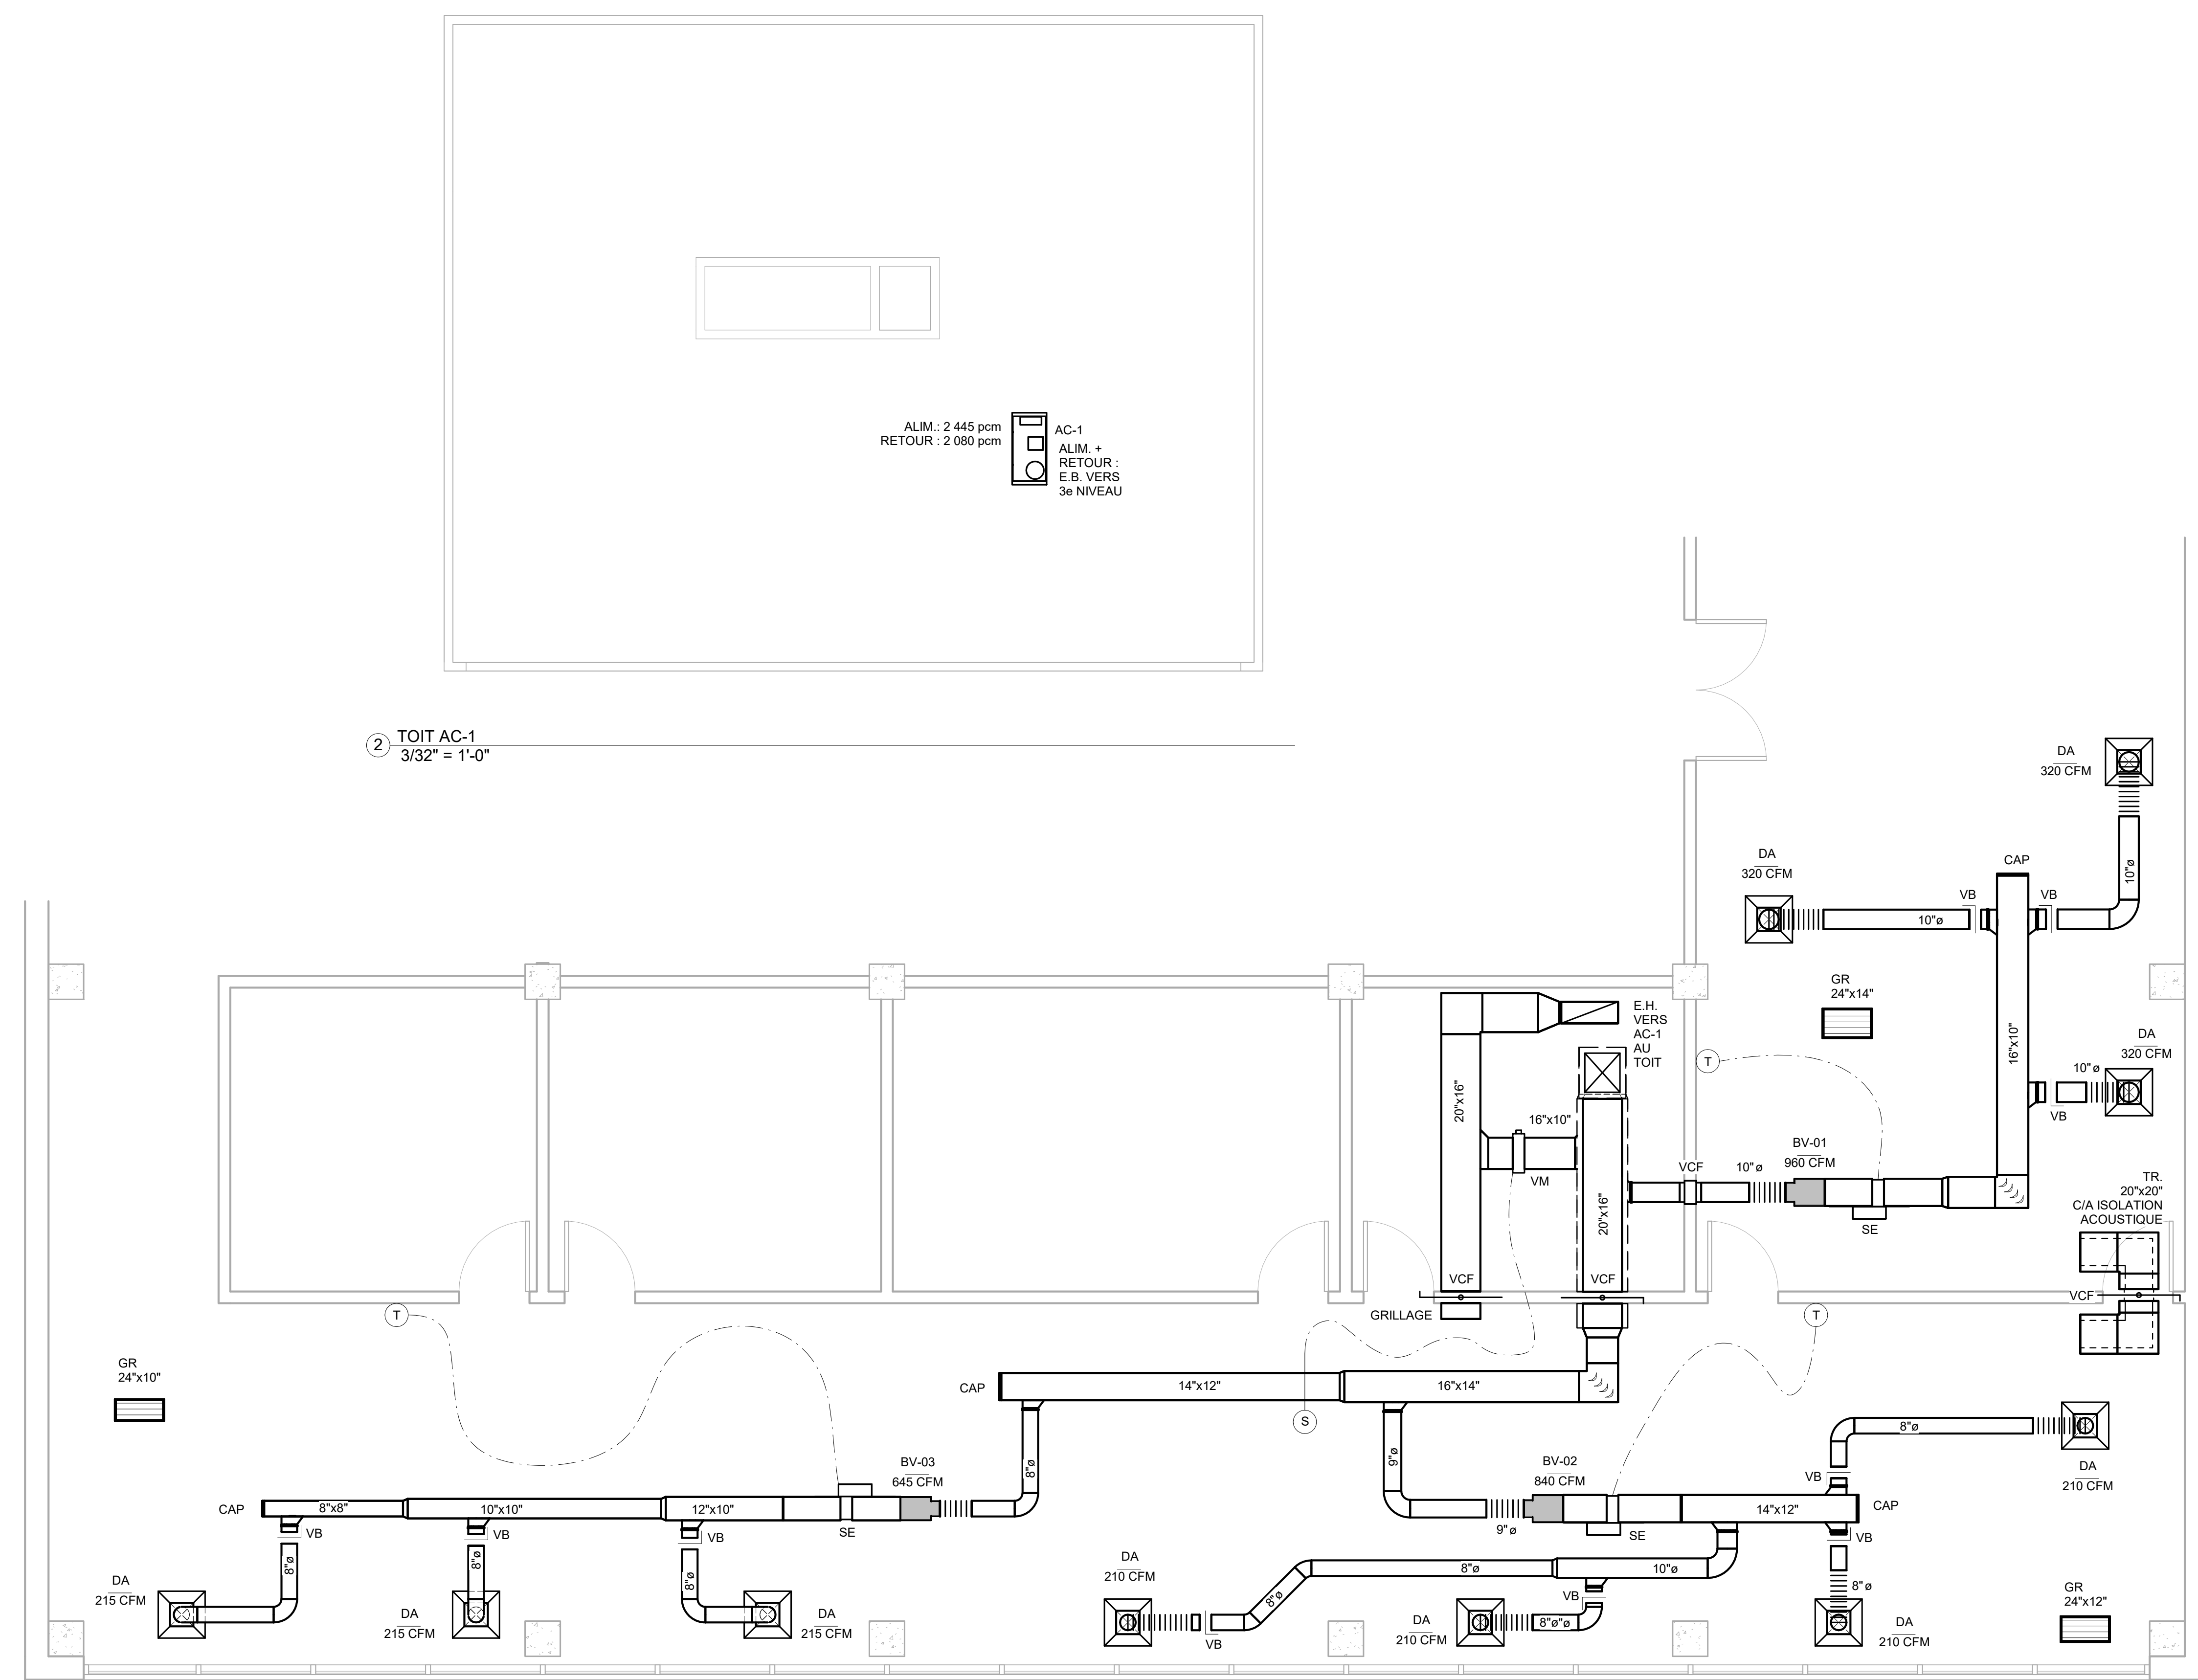 ALIM.: 2 445 pcm
RETOUR : 2 080 pcm
AC-1
ALIM. +
RETOUR :
E.B. VERS
3e NIVEAU
2
TOIT AC-1
3/32" = 1'-0"
DA
320 CFM
10"ø
DA
320 CFM
CAP
VB
VB
10"ø
GR
24"x14"
16"x10"
DA
320 CFM
10"ø
VB
E.H.
VERS
AC-1
AU
TOIT
T
20"x16"
16"x10"
VM
20"x16"
VCF
10"ø
BV-01
960 CFM
SE
TR.
20"x20"
C/A ISOLATION
ACOUSTIQUE
VCF
VCF
VCF
GRILLAGE
T
T
GR
24"x10"
CAP
14"x12"
16"x14"
S
8"ø
9"ø
BV-03
645 CFM
BV-02
840 CFM
8"ø
DA
210 CFM
VB
CAP
8"x8"
10"x10"
12"x10"
SE
9"ø
SE
14"x12"
CAP
VB
VB
VB
VB
8"ø
8"ø
8"ø
DA
215 CFM
DA
215 CFM
DA
215 CFM
DA
210 CFM
8"ø
8"ø
10"ø
VB
VB
DA
210 CFM
8"ø"ø
8"ø
DA
210 CFM
GR
24"x12"